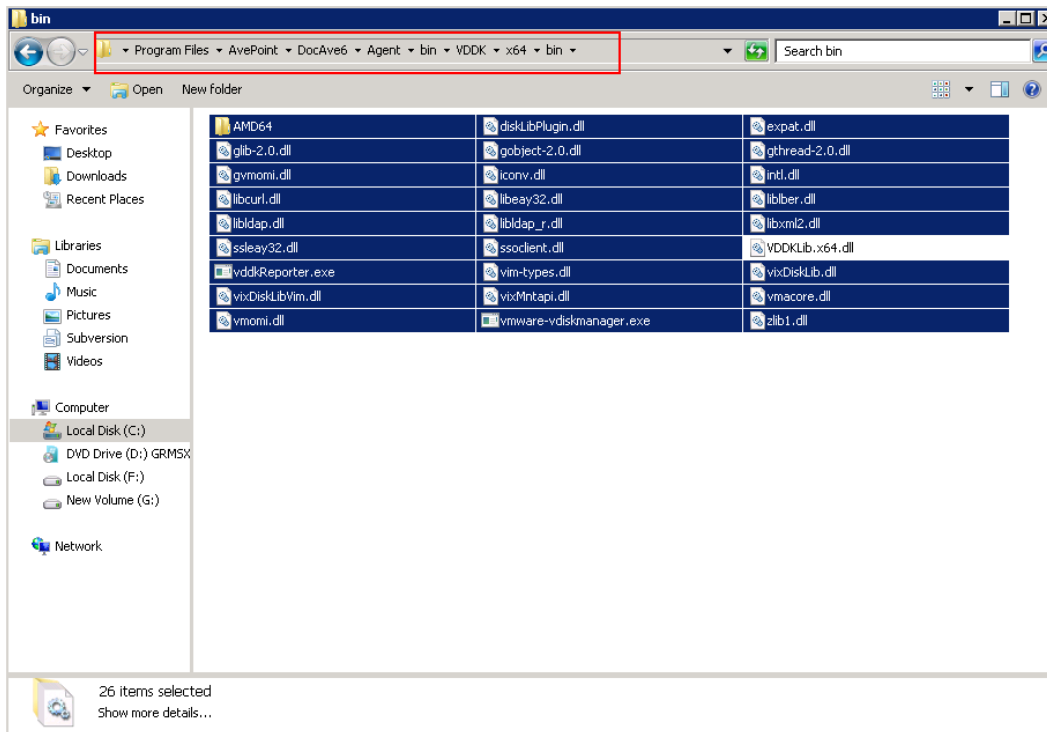 bin
Program Files ▾ AvePoint ▾ DocAve6 ▾ Agent ▾ bin ▾ VDDK ▾ x64 ▾ bin ▾ Search bin
Organize ▾ Open New folder
Favorites
Desktop
Downloads
Recent Places
Libraries
Documents
Music
Pictures
Subversion
Videos
Computer
Local Disk (C:)
DVD Drive (D:) GRMSX
Local Disk (F:)
New Volume (G:)
Network
AMD64 diskLibPlugin.dll expat.dll
glib-2.0.dll gobject-2.0.dll gthread-2.0.dll
gvmomi.dll iconv.dll intl.dll
libcurl.dll libeay32.dll liblber.dll
libldap.dll libldap_r.dll libxml2.dll
ssleay32.dll ssoclient.dll VDDKLib.x64.dll
vddkReporter.exe vim-types.dll vixDiskLib.dll
vixDiskLibVim.dll vixMntapi.dll vmacore.dll
vmomi.dll vmware-vdiskmanager.exe zlib1.dll
26 items selected
Show more details...